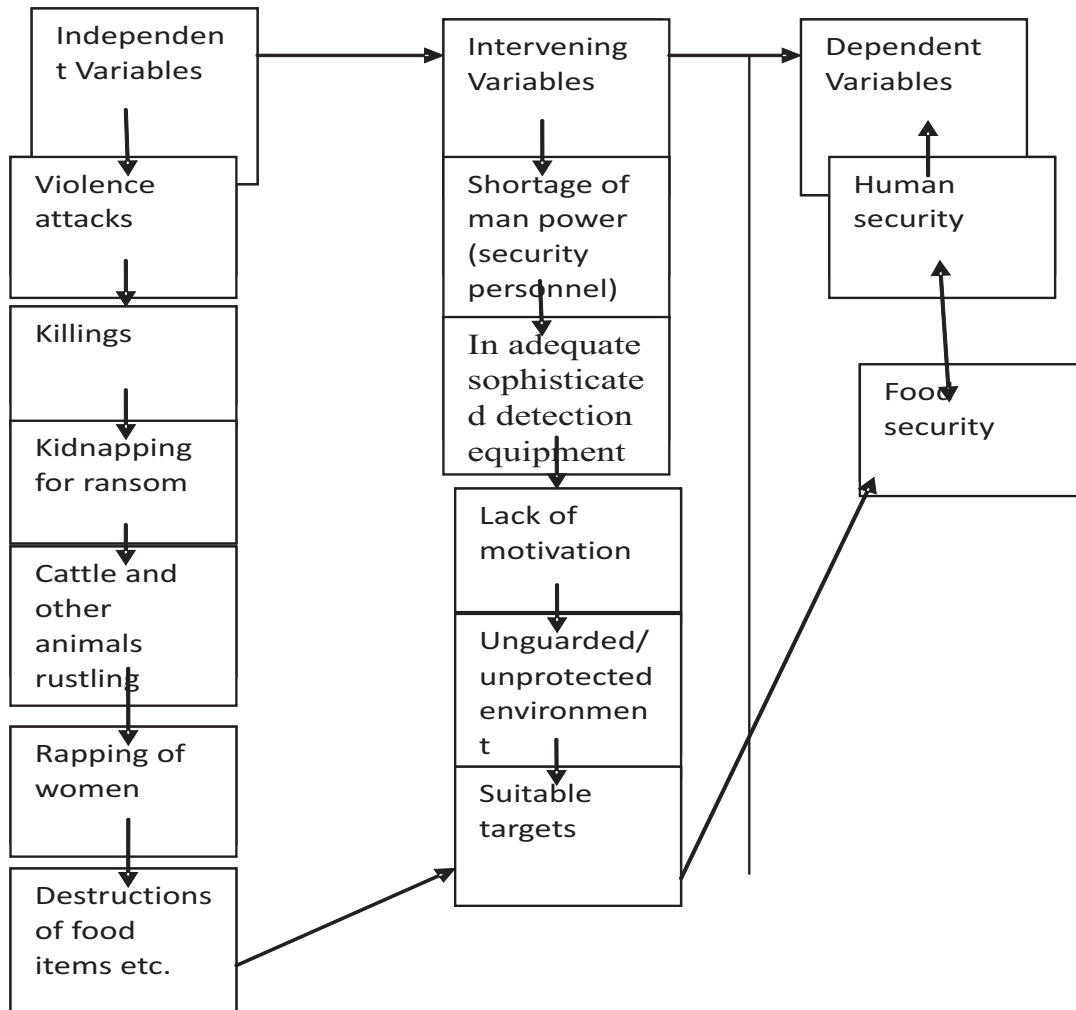 Independen
t Variables
Violence
attacks
Killings
Kidnapping
for ransom
Cattle and
other
animals
rustling
Rapping of
women
Destructions
of food
items etc.
Intervening
Variables
Shortage of
man power
(security
personnel)
In adequate
sophisticate
d detection
equipment
Lack of
motivation
Unguarded/
unprotected
environmen
t
Suitable
targets
Dependent
Variables
Human
security
Food
security